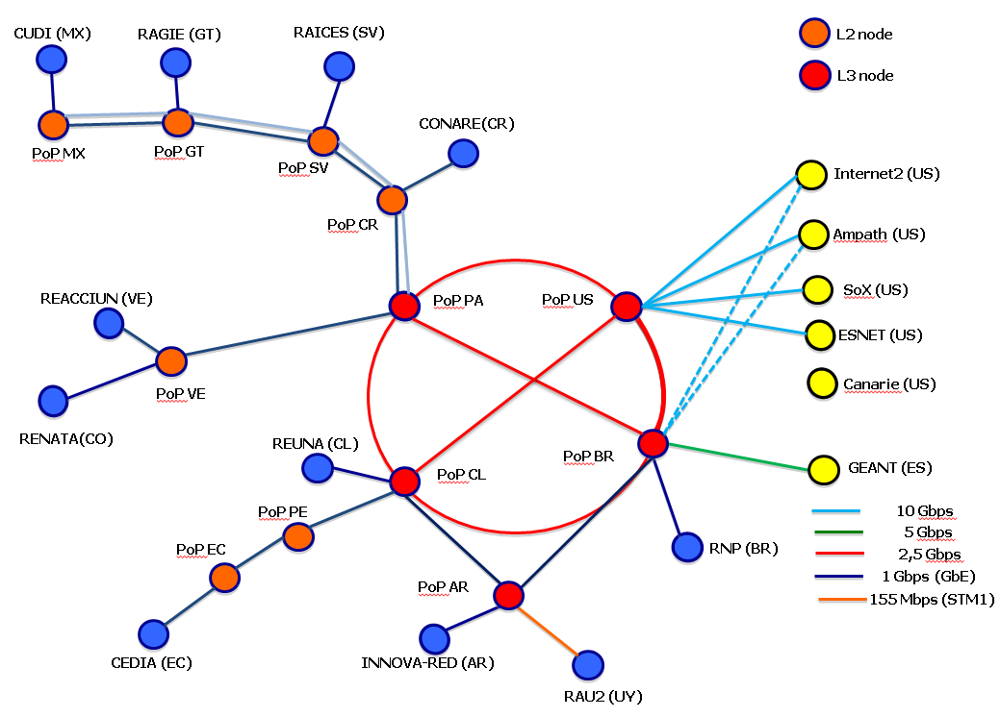 CUDI (MX)
RAGIE (GT)
RAICES (SV)
L2 node
L3 node
CONARE(CR)
PoP MX
PoP GT
PoP SV
Internet2 (US)
PoP CR
Ampath (US)
SoX (US)
REACCIUN (VE)
PoP PA
PoP US
ESNET (US)
PoP VE
Canarie (US)
RENATA(CO)
REUNA (CL)
PoP BR
PoP CL
GEANT (ES)
PoP PE
10 Gbps
5 Gbps
PoP EC
RNP (BR)
2,5 Gbps
1 Gbps (GbE)
PoP AR
155 Mbps (STM1)
CEDIA (EC)
INNOVA-RED (AR)
RAU2 (UY)